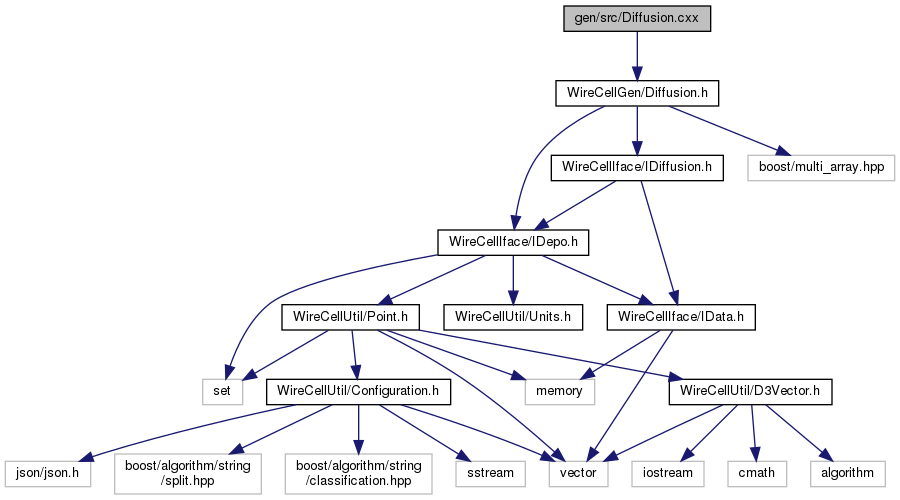 gen/src/Diffusion.cxx
WireCellGen/Diffusion.h
WireCellIface/IDiffusion.h
boost/multi_array.hpp
WireCellIface/IDepo.h
WireCellUtil/Point.h
WireCellUtil/Units.h
WireCellIface/IData.h
set
WireCellUtil/Configuration.h
memory
WireCellUtil/D3Vector.h
json/json.h
boost/algorithm/string
/split.hpp
boost/algorithm/string
/classification.hpp
sstream
vector
iostream
cmath
algorithm